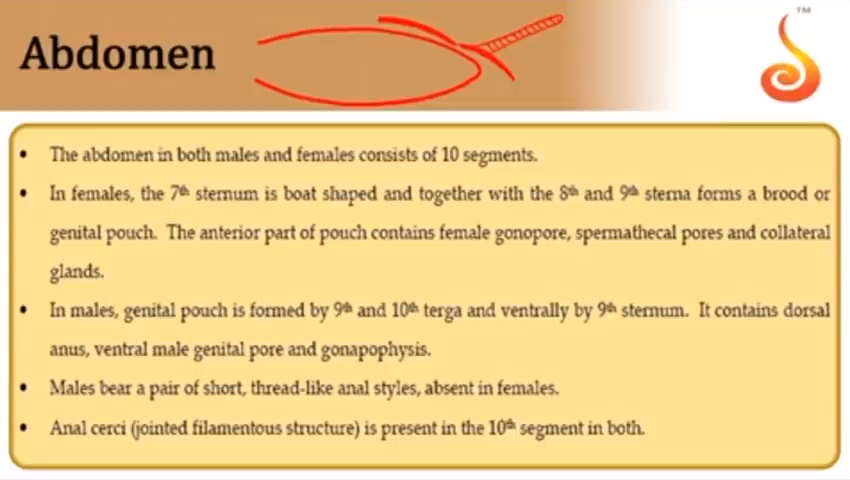 Abdomen
TM
• The abdomen in both males and females consists of 10 segments.
• In females, the 7th sternum is boat shaped and together with the 8th and 9th sterna forms a brood or
genital pouch. The anterior part of pouch contains female gonopore, spermathecal pores and collateral
glands.
• In males, genital pouch is formed by 9th and 10th terga and ventrally by 9th sternum. It contains dorsal
anus, ventral male genital pore and gonapophysis.
• Males bear a pair of short, thread-like anal styles, absent in females.
• Anal cerci (jointed filamentous structure) is present in the 10th segment in both.